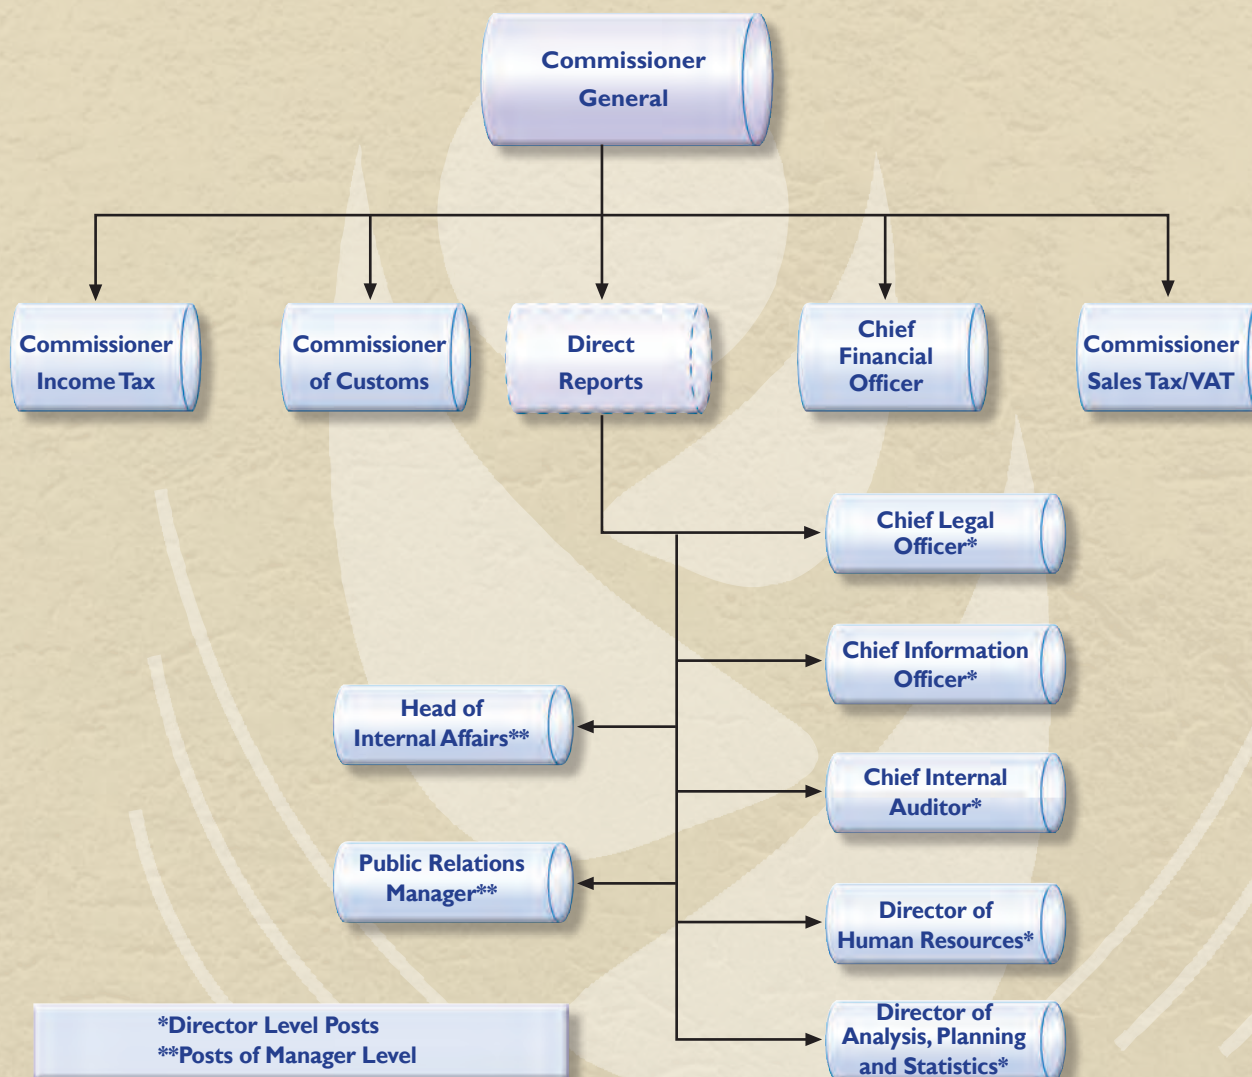 Commissioner
General
Commissioner
Income Tax
Commissioner
of Customs
Direct
Reports
Chief
Financial
Officer
Commissioner
Sales Tax/VAT
Chief Legal
Officer*
Chief Information
Officer*
Head of
Internal Affairs**
Chief Internal
Auditor*
Public Relations
Manager**
Director of
Human Resources*
Director of
Analysis, Planning
and Statistics*
*Director Level Posts
**Posts of Manager Level